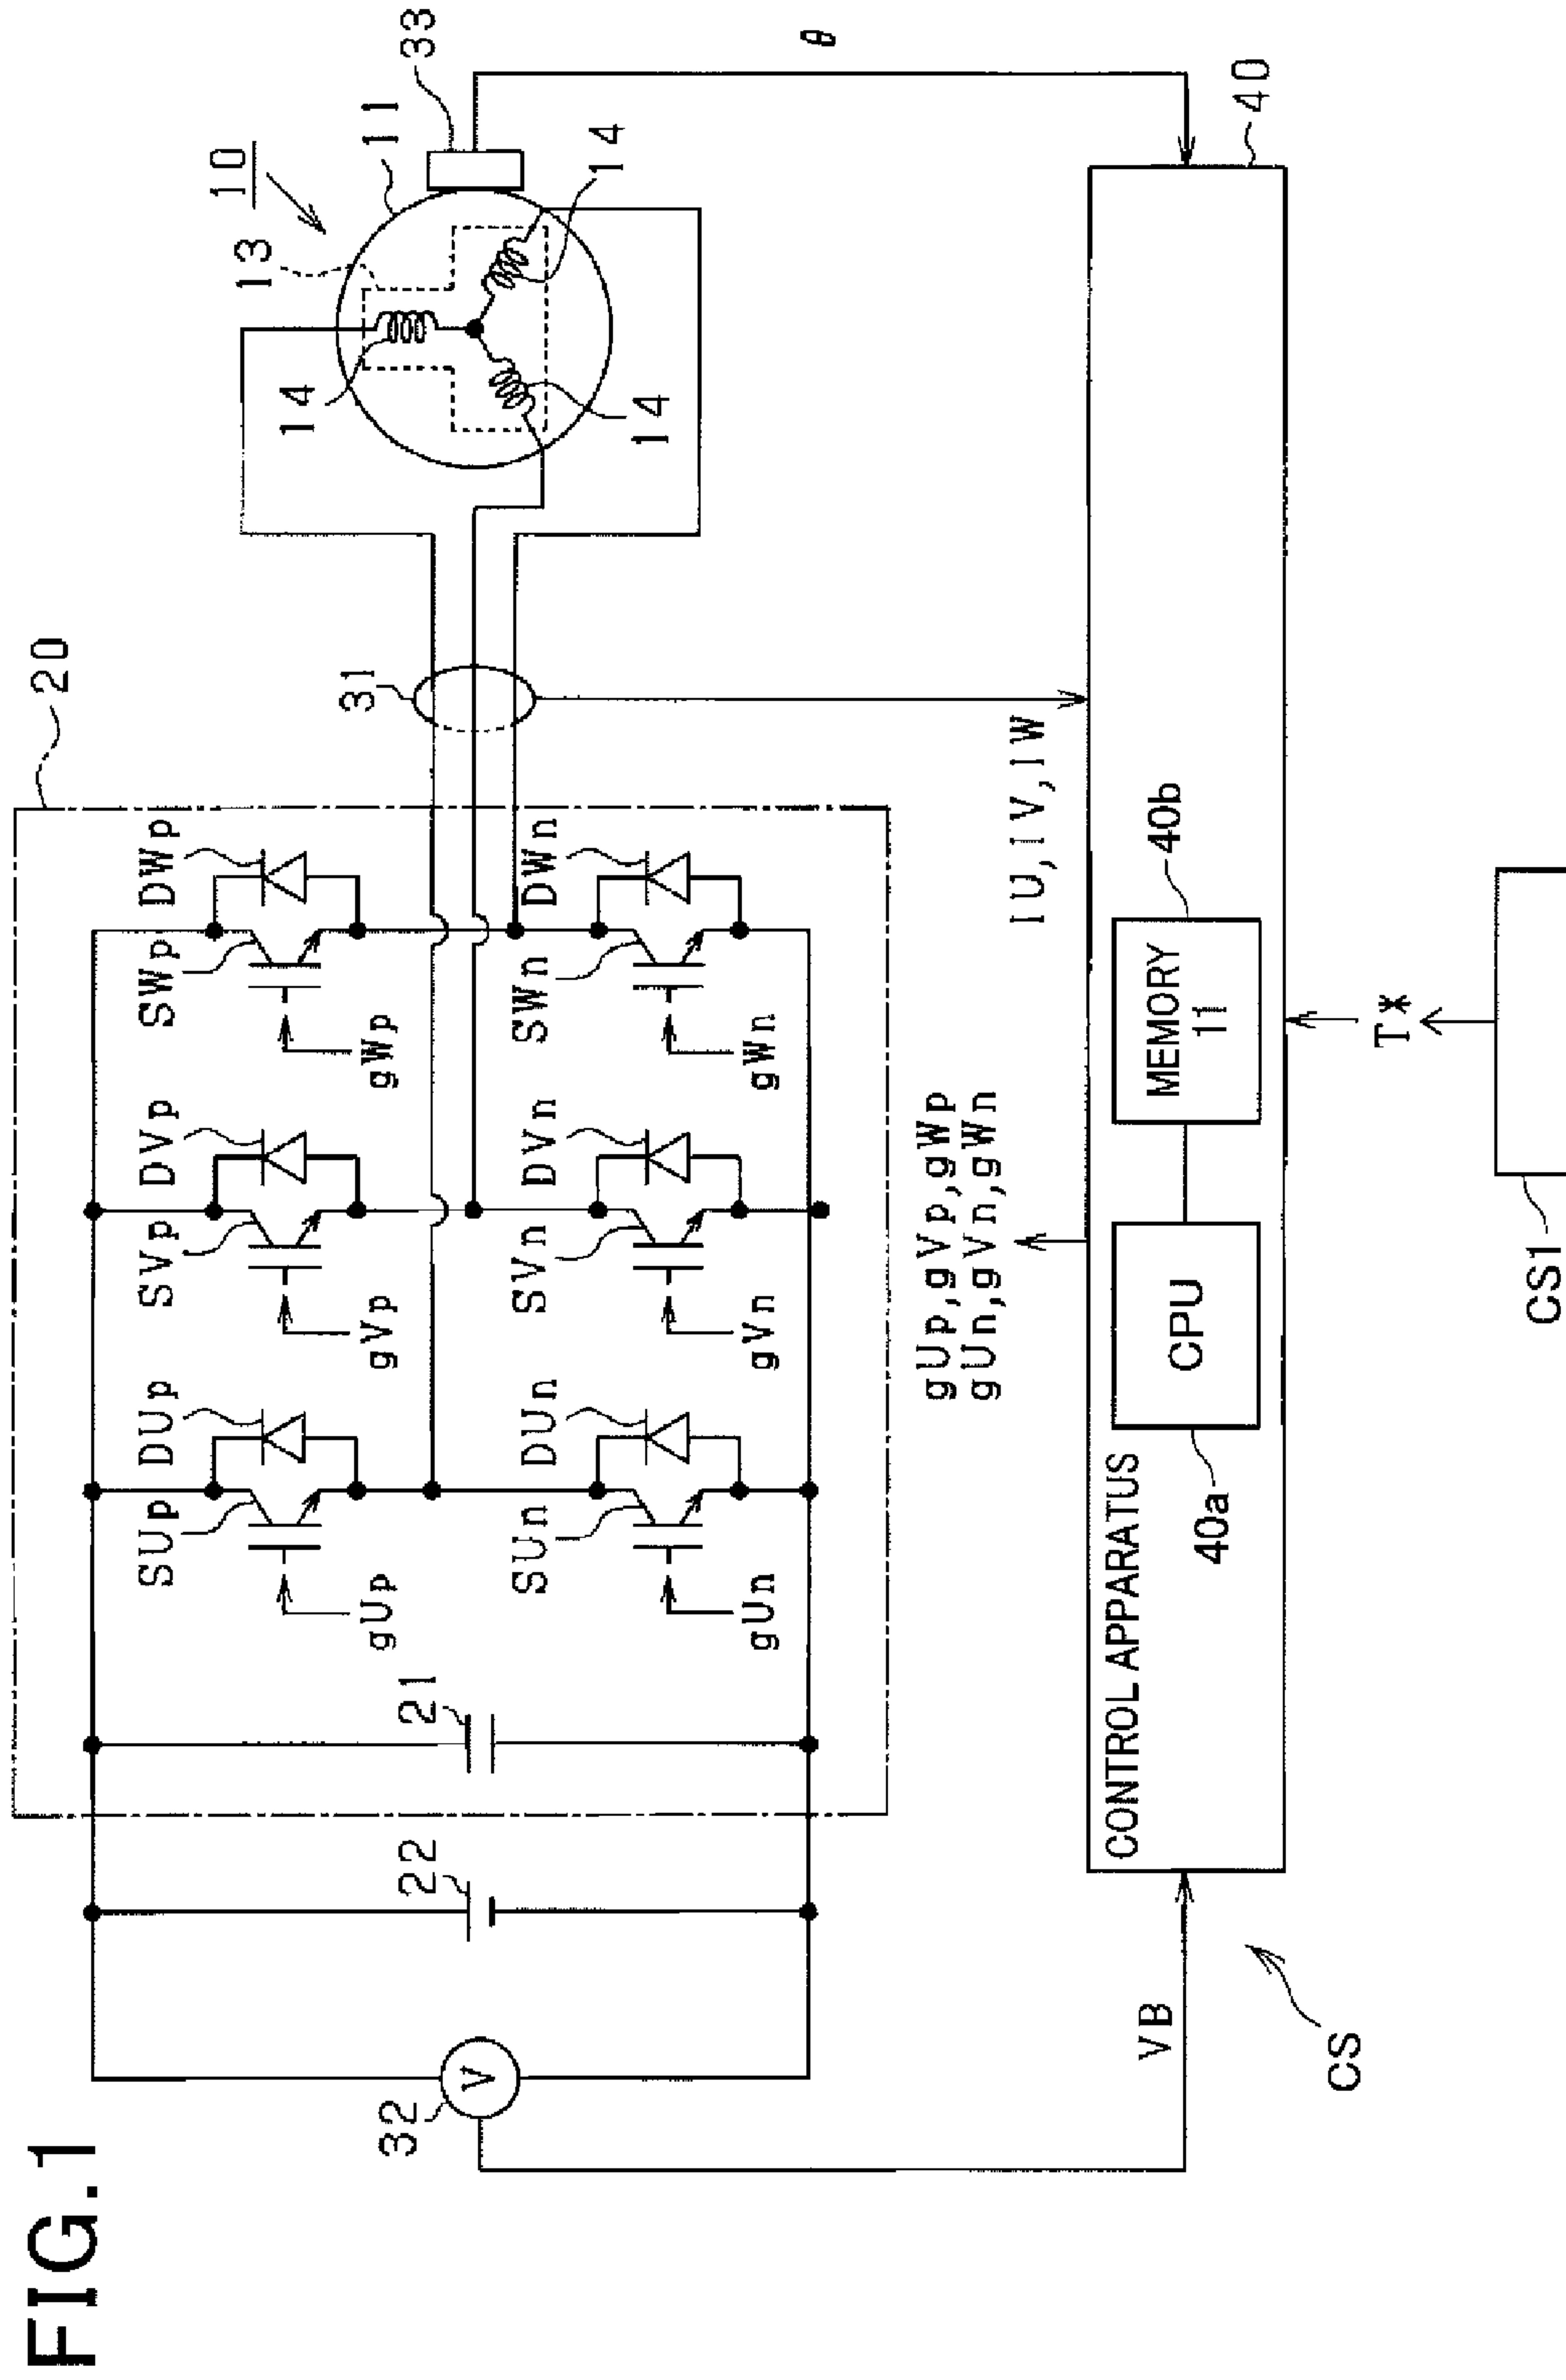 FIG.1
20
10
33
11
13
14
14
14
θ
SUp
DUp
SVp
DVp
SWp
DWp
gUp
gVp
gWp
31
32
V
22
21
SUn
DUn
SVn
DVn
SWn
DWn
gUn
gVn
gWn
gUp,gVp,gWp
gUn,gVn,gWn
IU,IV,IW
VB
CONTROL APPARATUS
40
CPU
40a
MEMORY
11
40b
CS
T*
CS1